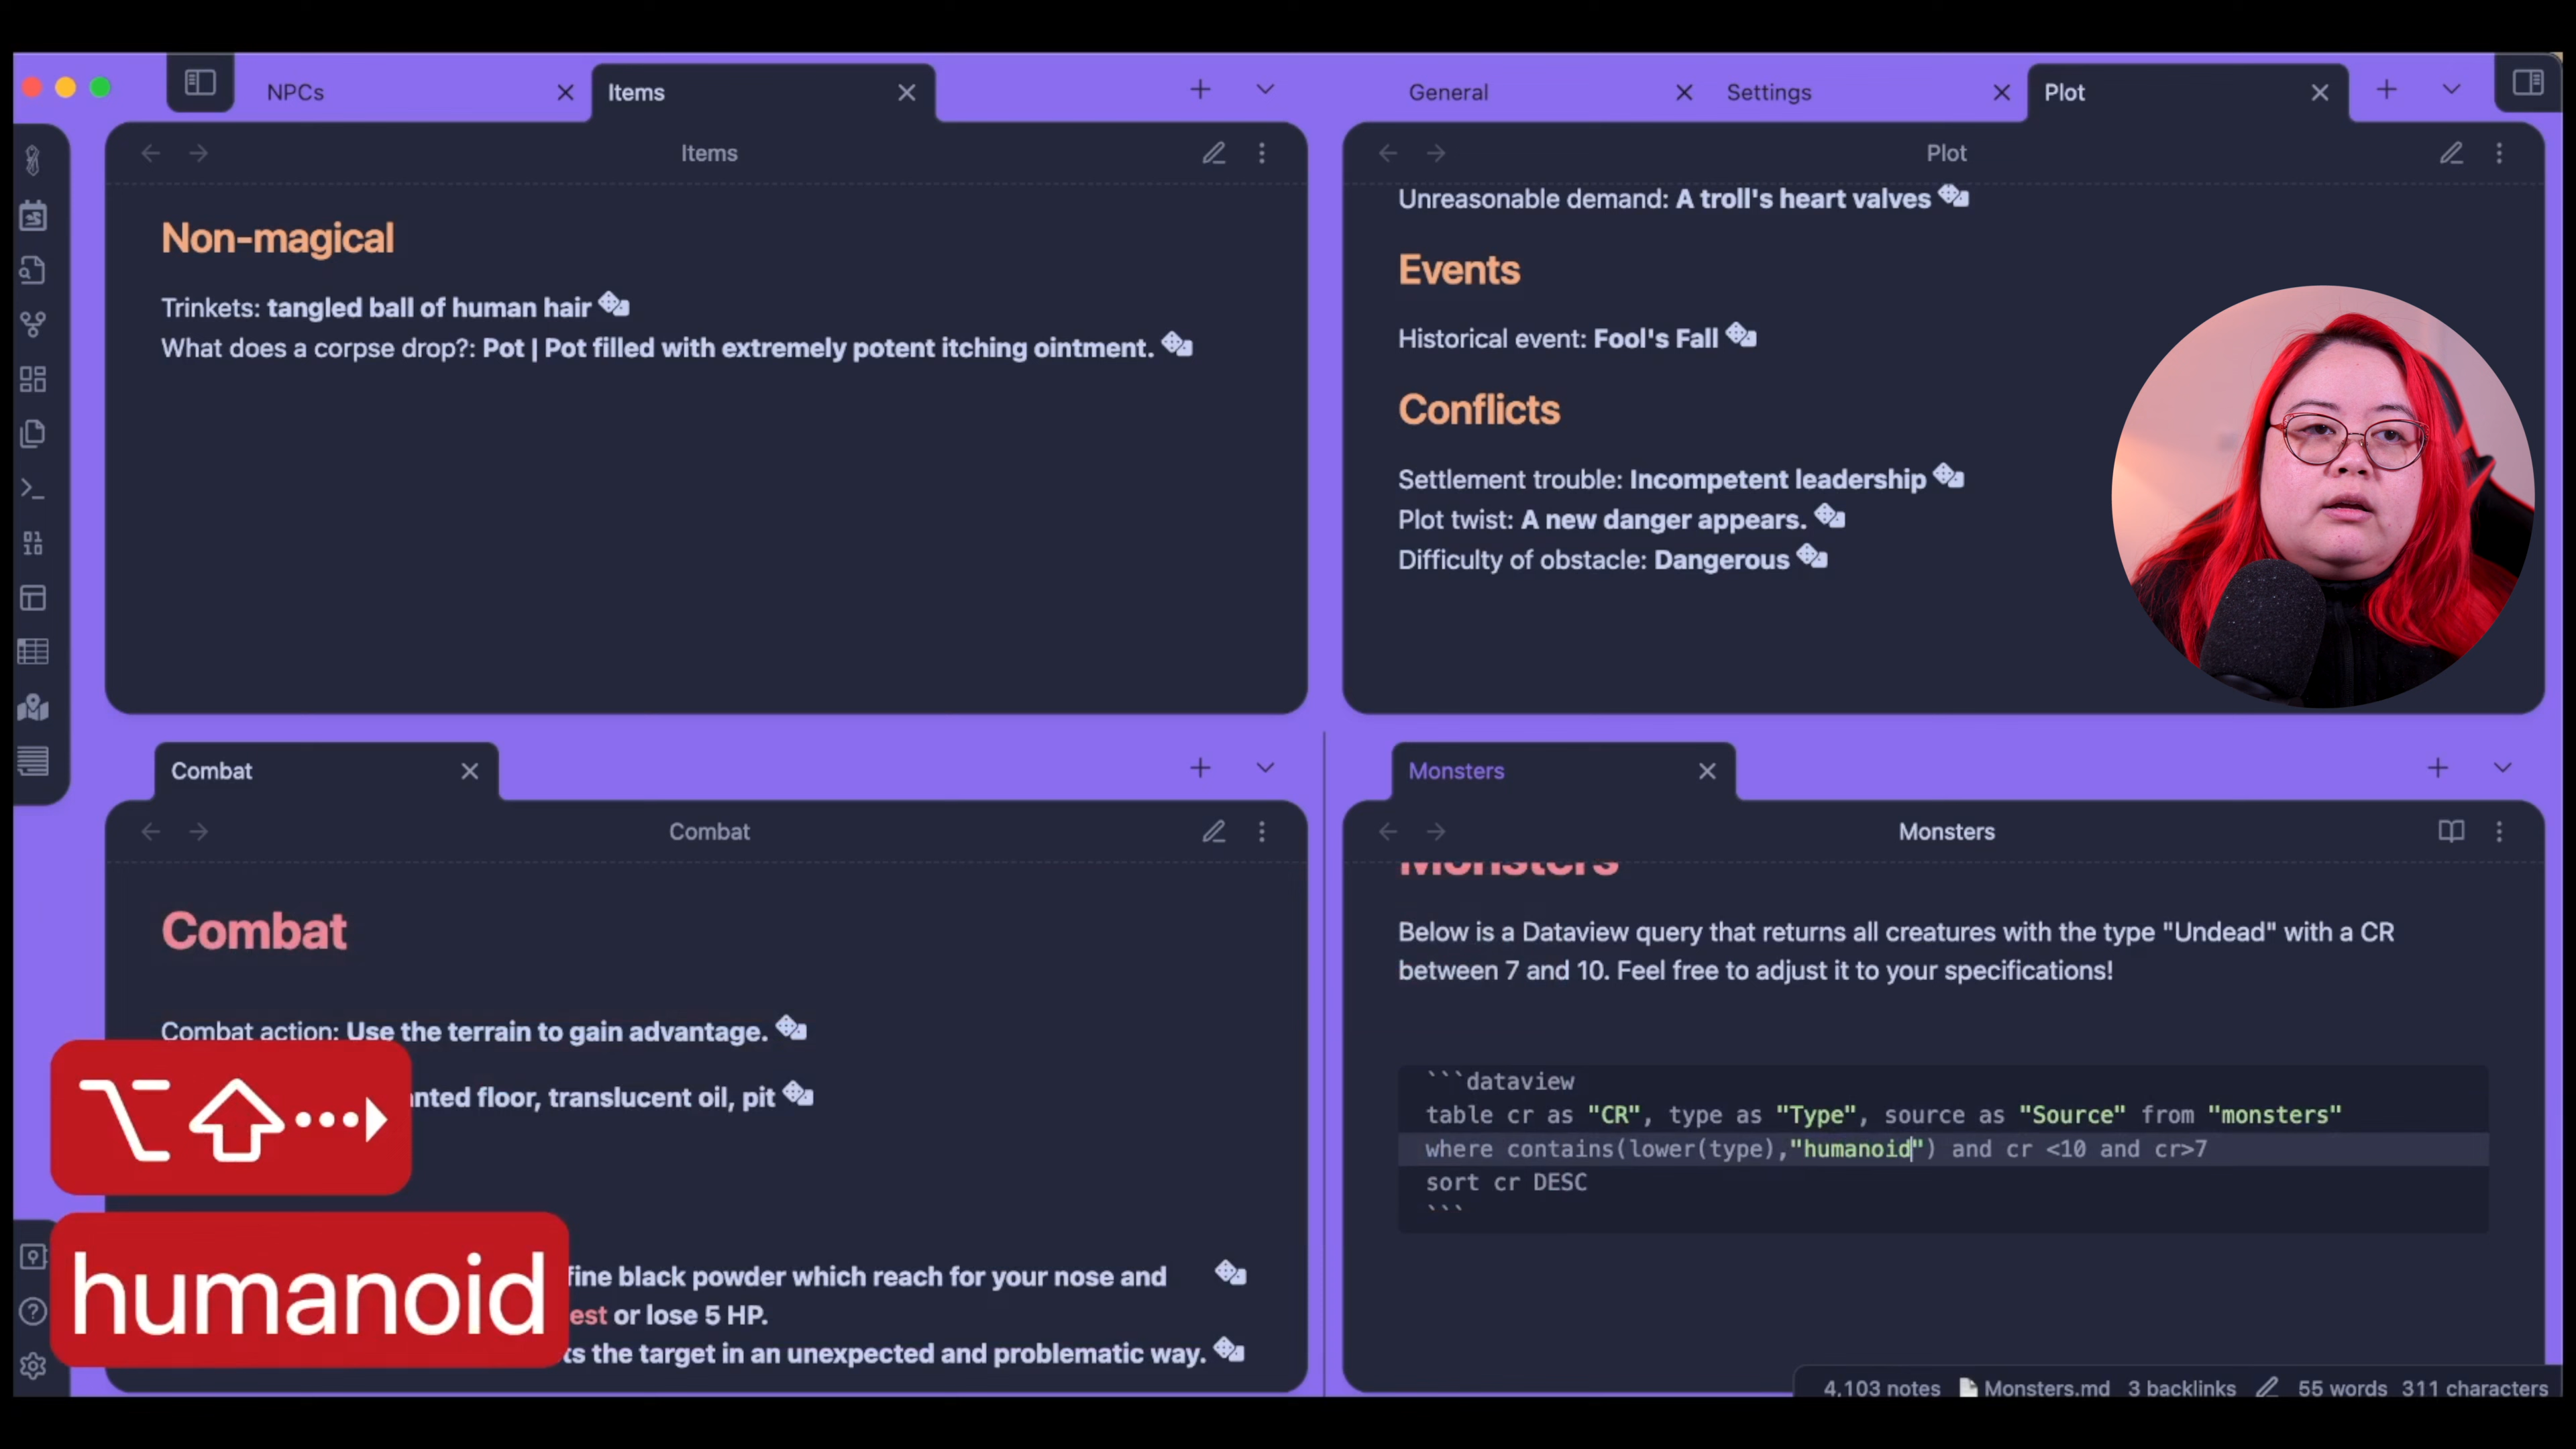 NPCs
Items
General
Settings
Plot
Items
Non-magical
Trinkets: tangled ball of human hair
What does a corpse drop?: Pot | Pot filled with extremely potent itching ointment.
Plot
Unreasonable demand: A troll's heart valves
Events
Historical event: Fool's Fall
Conflicts
Settlement trouble: Incompetent leadership
Plot twist: A new danger appears.
Difficulty of obstacle: Dangerous
Combat
Combat
Combat
Combat action: Use the terrain to gain advantage.
floor, translucent oil, pit
fine black powder which reach for your nose and
or lose 5 HP.
the target in an unexpected and problematic way.
⌥⇧⇢
humanoid
Monsters
Monsters
Monsters
Below is a Dataview query that returns all creatures with the type "Undead" with a CR
between 7 and 10. Feel free to adjust it to your specifications!
```dataview
table cr as "CR", type as "Type", source as "Source" from "monsters"
where contains(lower(type),"humanoid") and cr <10 and cr>7
sort cr DESC
```
4,103 notes Monsters.md 3 backlinks 55 words 311 characters